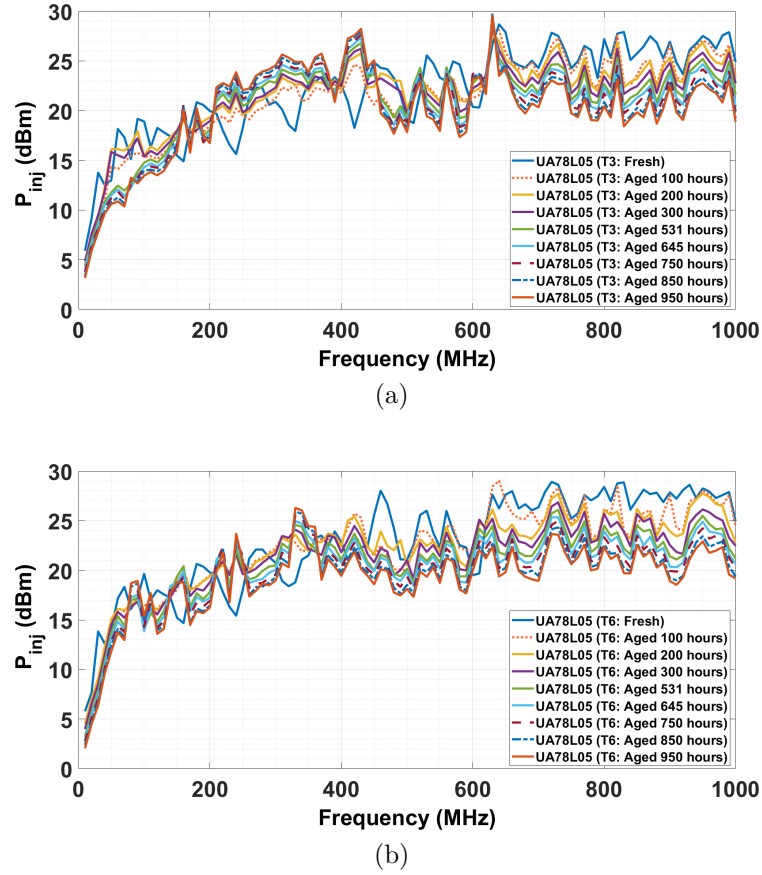 30
25
20
15
10
5
0
P_inj (dBm)
UA78L05 (T3: Fresh)
UA78L05 (T3: Aged 100 hours)
UA78L05 (T3: Aged 200 hours)
UA78L05 (T3: Aged 300 hours)
UA78L05 (T3: Aged 531 hours)
UA78L05 (T3: Aged 645 hours)
UA78L05 (T3: Aged 750 hours)
UA78L05 (T3: Aged 850 hours)
UA78L05 (T3: Aged 950 hours)
0 200 400 600 800 1000
Frequency (MHz)
(a)
30
25
20
15
10
5
0
P_inj (dBm)
UA78L05 (T6: Fresh)
UA78L05 (T6: Aged 100 hours)
UA78L05 (T6: Aged 200 hours)
UA78L05 (T6: Aged 300 hours)
UA78L05 (T6: Aged 531 hours)
UA78L05 (T6: Aged 645 hours)
UA78L05 (T6: Aged 750 hours)
UA78L05 (T6: Aged 850 hours)
UA78L05 (T6: Aged 950 hours)
0 200 400 600 800 1000
Frequency (MHz)
(b)